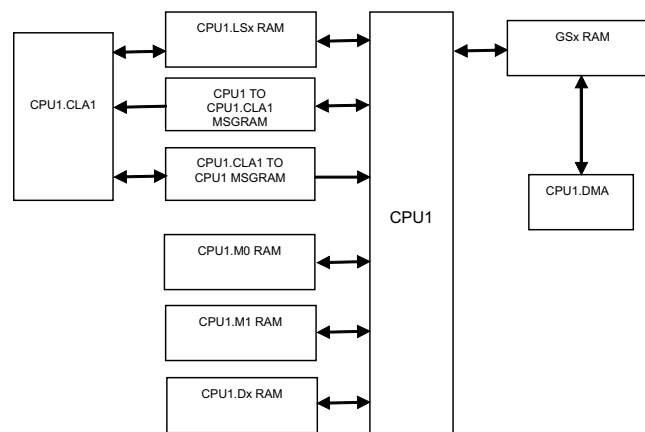 CPU1.LSx RAM
GSx RAM
CPU1.CLA1
CPU1 TO
CPU1.CLA1
MSGRAM
CPU1.CLA1 TO
CPU1 MSGRAM
CPU1
CPU1.DMA
CPU1.M0 RAM
CPU1.M1 RAM
CPU1.Dx RAM